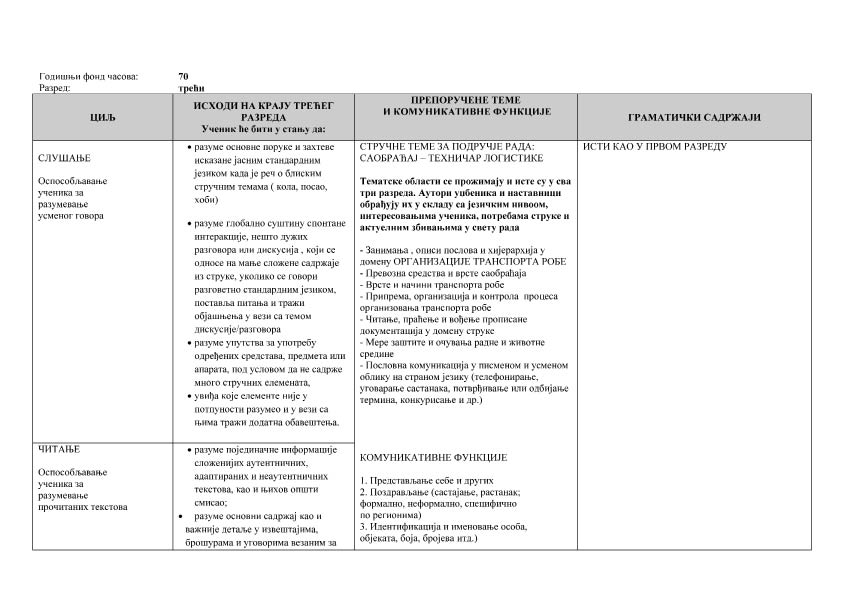 Годишњи фонд часова: 70
Разред: трећи
ЦИЉ
ИСХОДИ НА КРАЈУ ТРЕЋЕГ
РАЗРЕДА
Ученик ће бити у стању да:
ПРЕПОРУЧЕНЕ ТЕМЕ
И КОМУНИКАТИВНЕ ФУНКЦИЈЕ
ГРАМАТИЧКИ САДРЖАЈИ
СЛУШАЊЕ
Оспособљавање
ученика за
разумевање
усменог говора
• разуме основне поруке и захтеве
исказане јасним стандардним
језиком када је реч о блиским
стручним темама ( кола, посао,
хоби)
• разуме глобално суштину спонтане
интеракције, нешто дужих
разговора или дискусија , који се
односе на мање сложене садржаје
из струке, уколико се говори
разговетно стандардним језиком,
поставља питања и тражи
објашњења у вези са темом
дискусије/разговора
• разуме упутства за употребу
одређених средстава, предмета или
апарата, под условом да не садрже
много стручних елемената,
• увиђа које елементе није у
потпуности разумео и у вези са
њима тражи додатна обавештења.
СТРУЧНЕ ТЕМЕ ЗА ПОДРУЧЈЕ РАДА:
САОБРАЋАЈ – ТЕХНИЧАР ЛОГИСТИКЕ
Тематске области се прожимају и исте су у сва
три разреда. Аутори уџбеника и наставници
обрађују их у складу са језичким нивоом,
интересовањима ученика, потребама струке и
актуелним збивањима у свету рада
- Занимања , описи послова и хијерархија у
домену ОРГАНИЗАЦИЈЕ ТРАНСПОРТА РОБЕ
- Превозна средства и врсте саобраћаја
- Врсте и начини транспорта робе
- Припрема, организација и контрола процеса
организовања транспорта робе
- Читање, праћење и вођење прописане
документација у домену струке
- Мере заштите и очувања радне и животне
средине
- Пословна комуникација у писменом и усменом
облику на страном језику (телефонирање,
уговарање састанака, потврђивање или одбијање
термина, конкурисање и др.)
ИСТИ КАО У ПРВОМ РАЗРЕДУ
ЧИТАЊЕ
Оспособљавање
ученика за
разумевање
прочитаних текстова
• разуме појединачне информације
сложенијих аутентичних,
адаптираних и неаутентичних
текстова, као и њихов општи
смисао;
• разуме основни садржај као и
важније детаље у извештајима,
брошурама и уговорима везаним за
КОМУНИКАТИВНЕ ФУНКЦИЈЕ
1. Представљање себе и других
2. Поздрављање (састајање, растанак;
формално, неформално, специфично
по регионима)
3. Идентификација и именовање особа,
објеката, боја, бројева итд.)